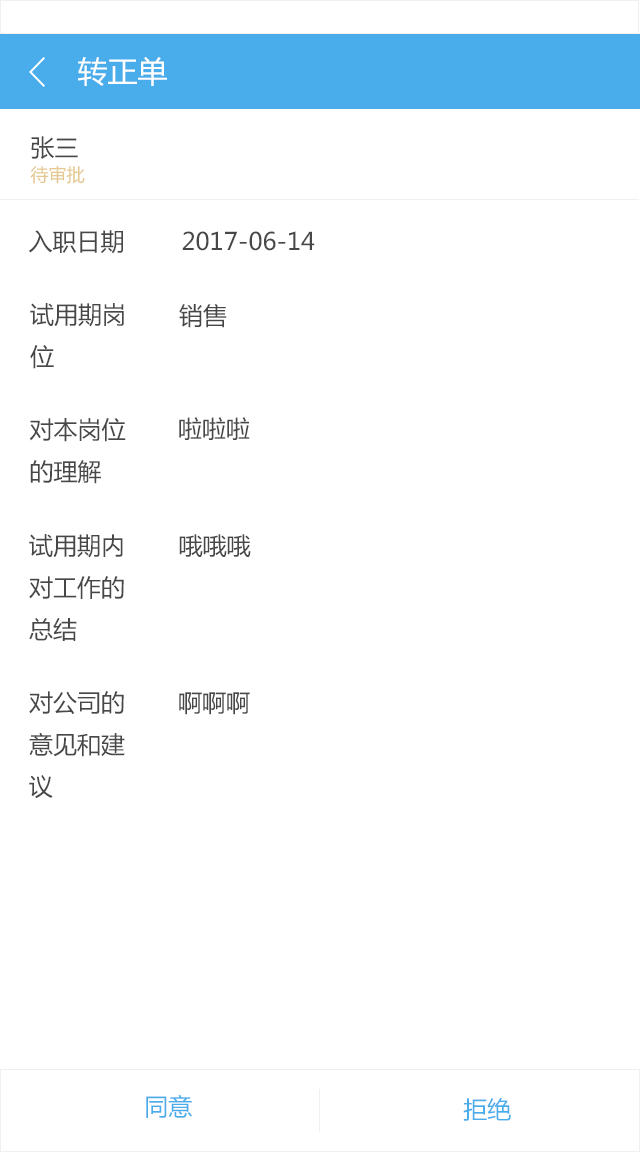 转正单
张三
待审批
入职日期 2017-06-14
试用期岗 销售
位
对本岗位 啦啦啦
的理解
试用期内 哦哦哦
对工作的
总结
对公司的 啊啊啊
意见和建
议
同意 拒绝